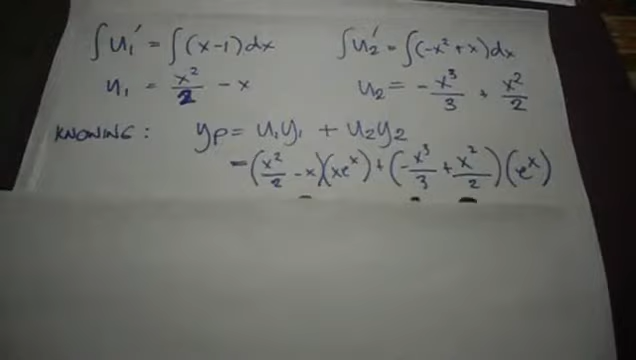 ∫u₁' = ∫(x-1)dx ∫u₂' = ∫(-x²+x)dx
u₁ = x²/2 - x u₂ = -x³/3 + x²/2
KNOWING: yp = u₁y₁ + u₂y₂
= (x²/2 - x)(xeˣ) + (-x³/3 + x²/2)(eˣ)